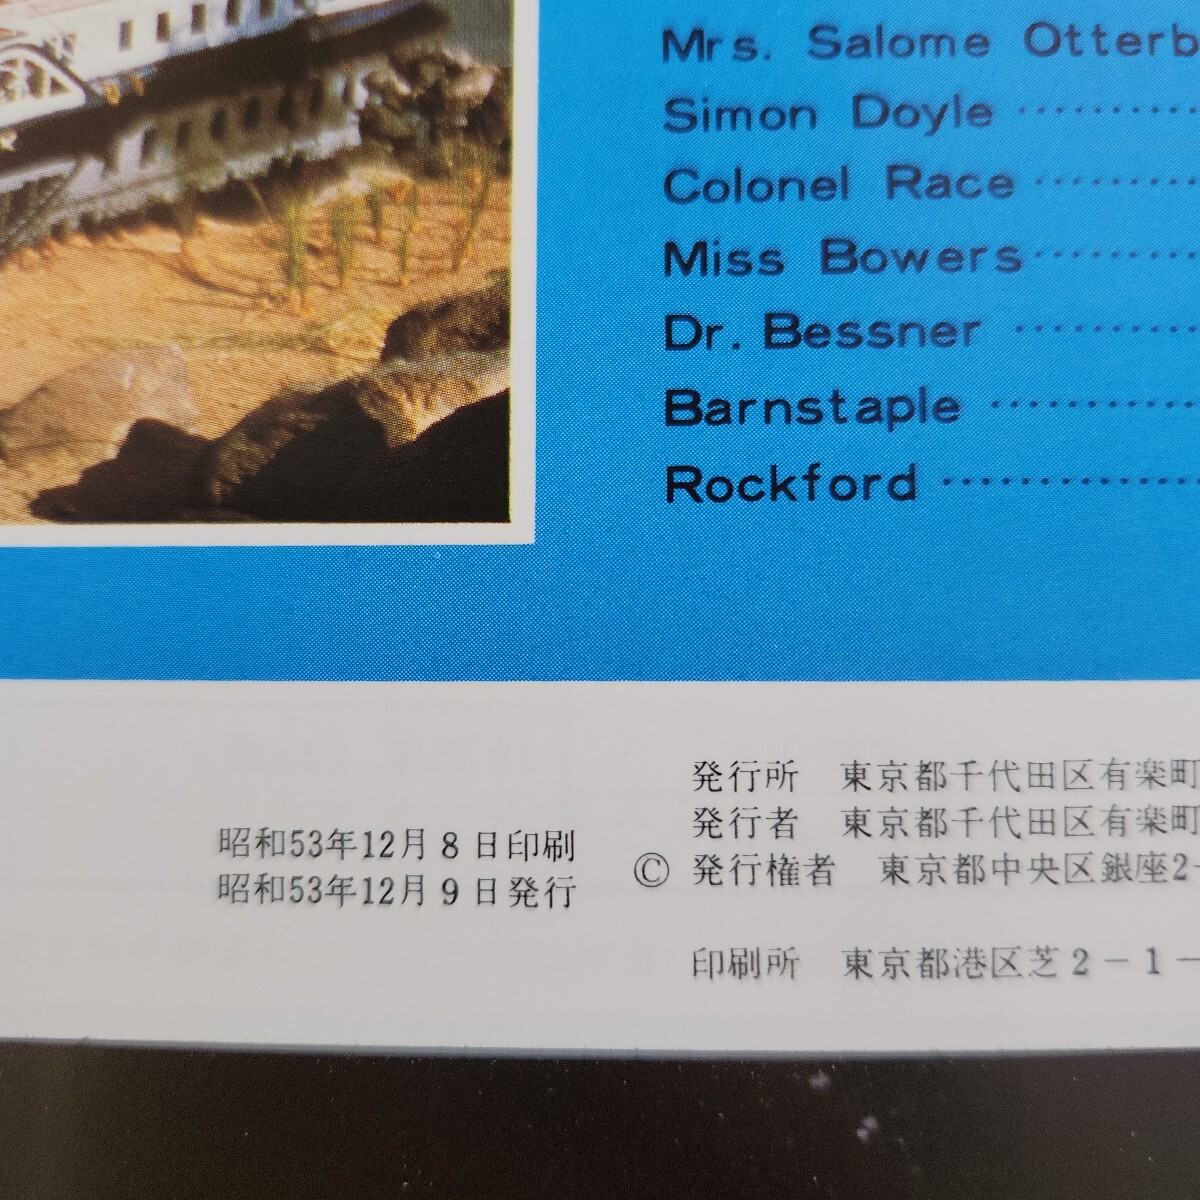 Mrs. Salome Otterb
Simon Doyle ………
Colonel Race ………
Miss Bowers………
Dr. Bessner ………
Barnstaple ………
Rockford ………
発行所　東京都千代田区有楽町
発行者　東京都千代田区有楽町
Ⓒ 発行権者　東京都中央区銀座2-
昭和53年12月8日印刷
昭和53年12月9日発行
印刷所　東京都港区芝2－1－